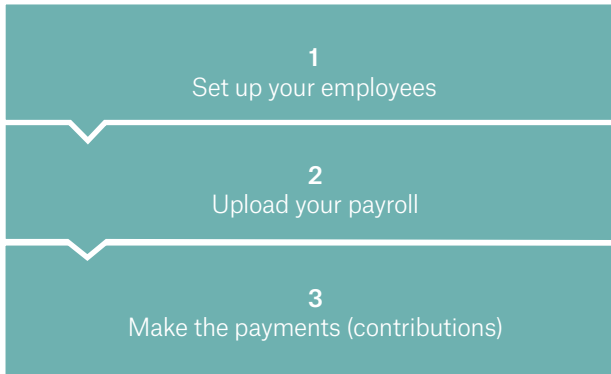 1
Set up your employees
2
Upload your payroll
3
Make the payments (contributions)